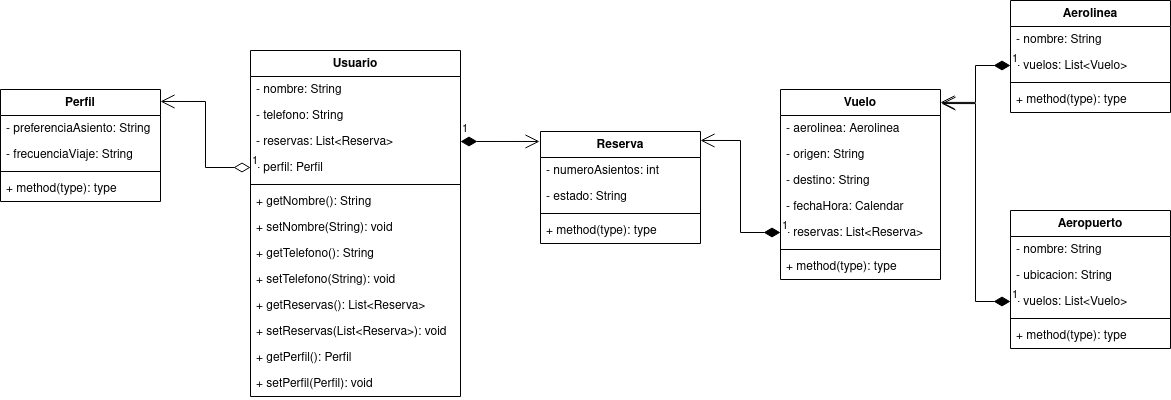 Perfil
- preferenciaAsiento: String
- frecuenciaViaje: String
+ method(type): type
Usuario
- nombre: String
- telefono: String
- reservas: List<Reserva>
- perfil: Perfil
+ getNombre(): String
+ setNombre(String): void
+ getTelefono(): String
+ setTelefono(String): void
+ getReservas(): List<Reserva>
+ setReservas(List<Reserva>): void
+ getPerfil(): Perfil
+ setPerfil(Perfil): void
1
1
Reserva
- numeroAsientos: int
- estado: String
+ method(type): type
Vuelo
- aerolinea: Aerolinea
- origen: String
- destino: String
- fechaHora: Calendar
- reservas: List<Reserva>
+ method(type): type
1
Aerolinea
- nombre: String
- vuelos: List<Vuelo>
+ method(type): type
1
Aeropuerto
- nombre: String
- ubicacion: String
- vuelos: List<Vuelo>
+ method(type): type
1